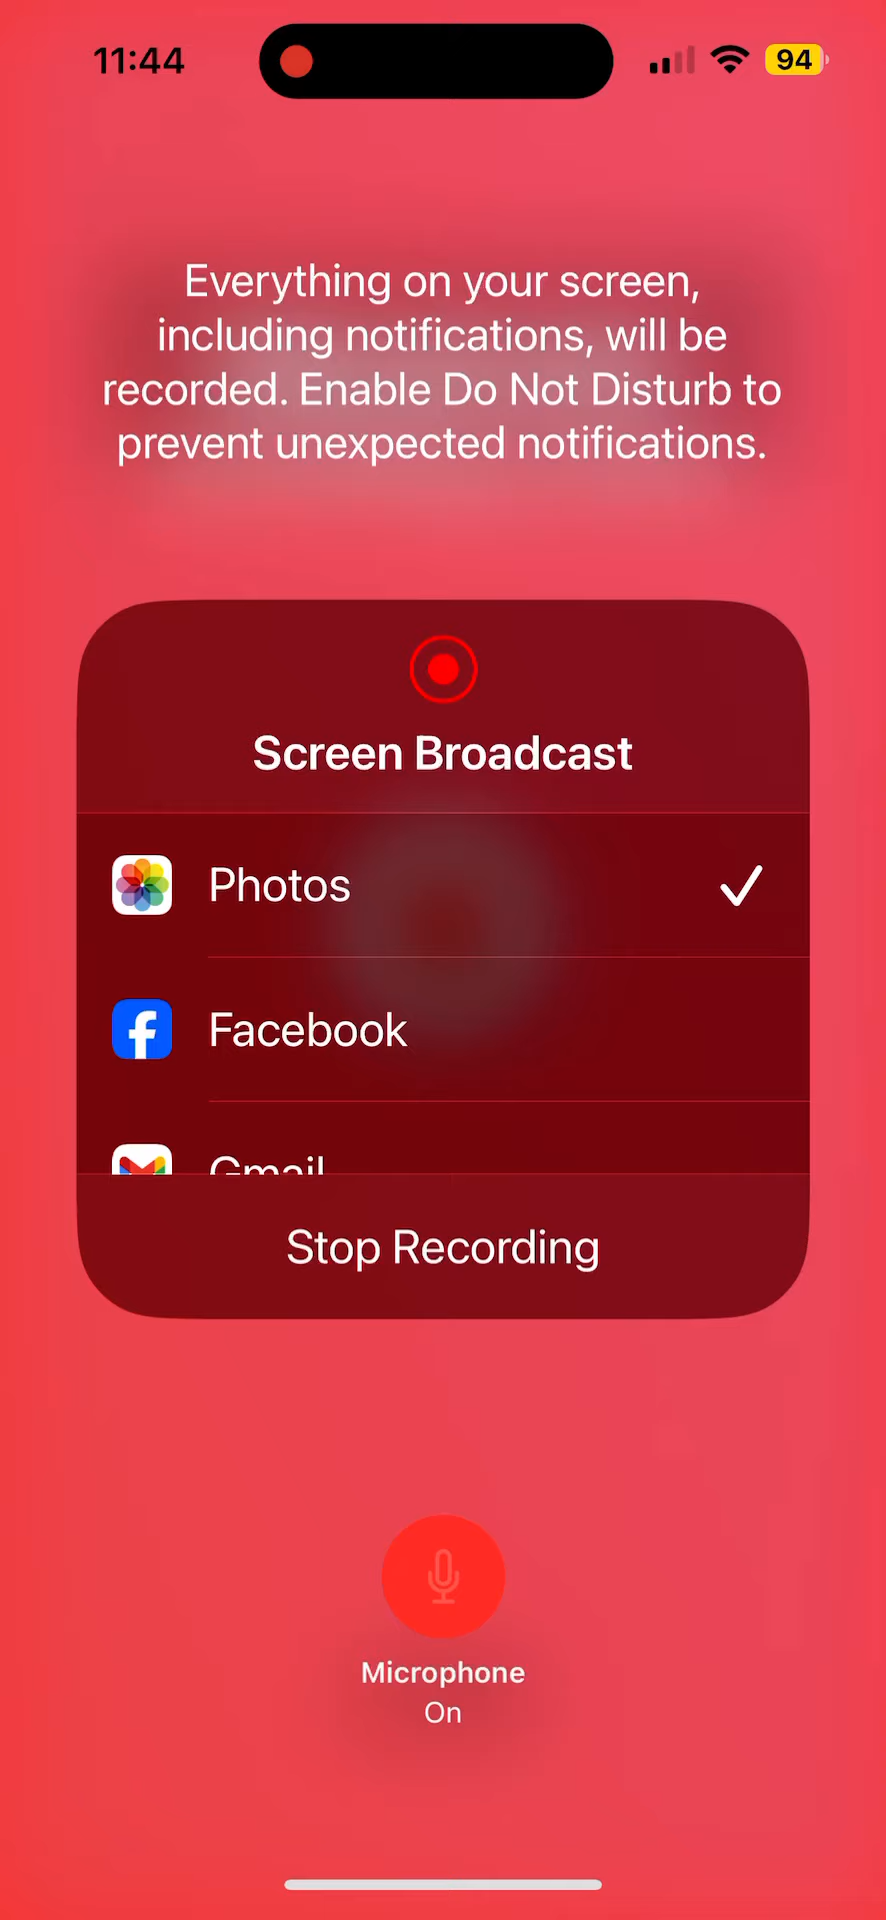 11:44
94
Everything on your screen,
including notifications, will be
recorded. Enable Do Not Disturb to
prevent unexpected notifications.
Screen Broadcast
Photos
Facebook
Gmail
Stop Recording
Microphone
On